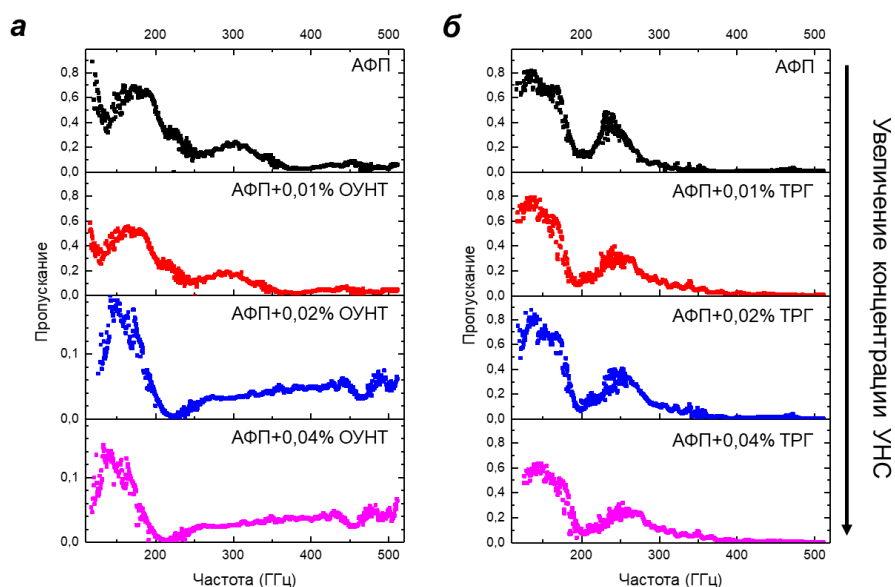 а
б
200 300 400 500
200 300 400 500
АФП
0,8
0,6
0,4
0,2
0,0
АФП
0,8
0,6
0,4
0,2
0,0
АФП+0,01% ОУНТ
0,8
0,6
0,4
0,2
0,0
АФП+0,01% ТРГ
0,8
0,6
0,4
0,2
0,0
АФП+0,02% ОУНТ
0,1
0,0
АФП+0,02% ТРГ
0,8
0,6
0,4
0,2
0,0
АФП+0,04% ОУНТ
0,1
0,0
АФП+0,04% ТРГ
0,8
0,6
0,4
0,2
0,0
Пропускание
Пропускание
200 300 400 500
200 300 400 500
Частота (ГГц)
Частота (ГГц)
Увеличение концентрации УНС